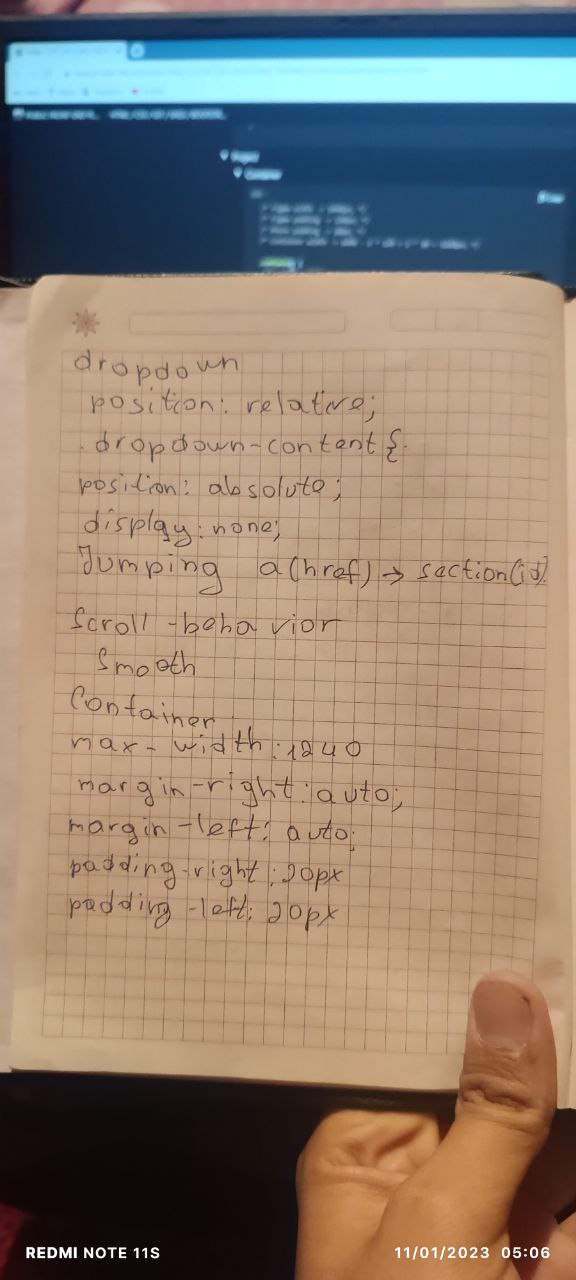 dropdown
position: relative;
.dropdown-content {
position: absolute;
display: none;
Jumping a(href) → section(id)
Scroll-behavior
Smooth
Container
max-width: 1240
margin-right: auto;
margin-left: auto;
padding-right: 20px
padding-left: 20px
REDMI NOTE 11S
11/01/2023 05:06